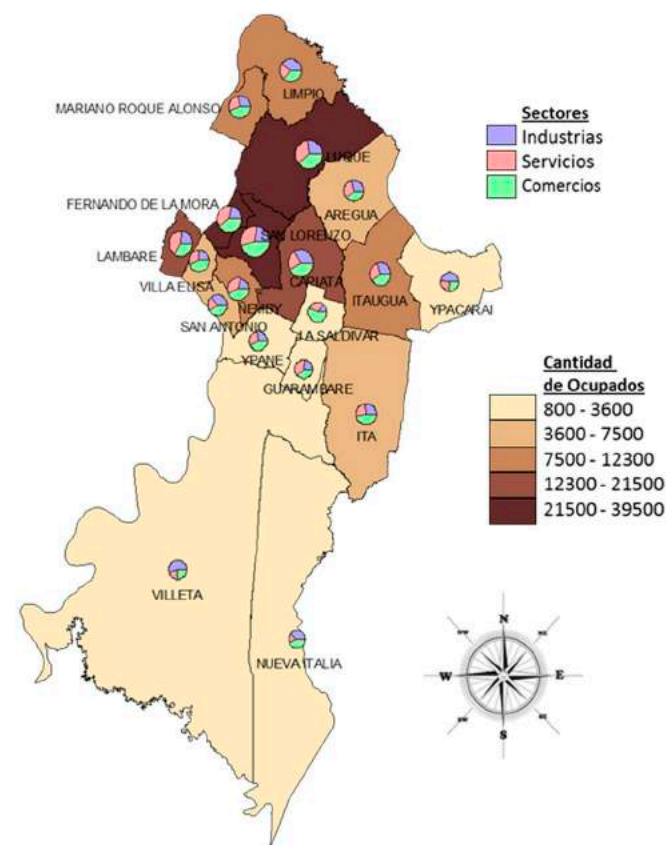 LIMPIO
MARIANO ROQUE ALONSO
Sectores
Industrias
Servicios
Comercios
LUQUE
FERNANDO DE LA MORA
AREGUA
SAN LORENZO
LAMBARE
CAPIATA
VILLA ELISA
ITAUGUA
YPACARAI
ÑEMBY
SAN ANTONIO
J.A SALDIVAR
YPANE
GUARAMBARE
ITA
Cantidad
de Ocupados
800 - 3600
3600 - 7500
7500 - 12300
12300 - 21500
21500 - 39500
VILLETA
NUEVA ITALIA
N
W
E
S